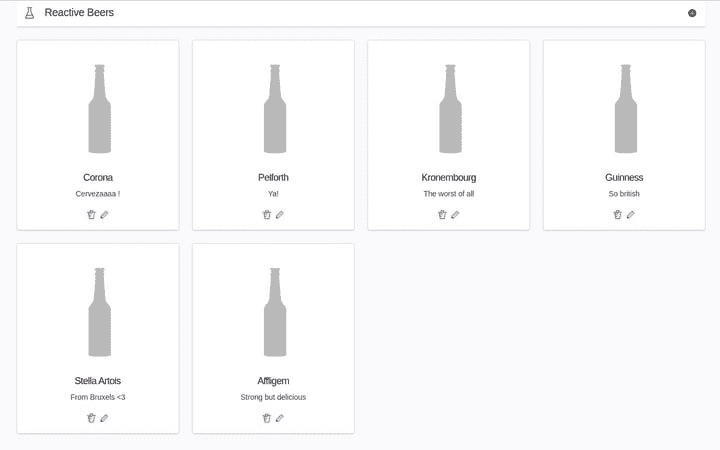 Reactive Beers
Corona
Cervezaaaa !
Pelforth
Ya!
Kronembourg
The worst of all
Guinness
So british
Stella Artois
From Bruxels <3
Affligem
Strong but delicious